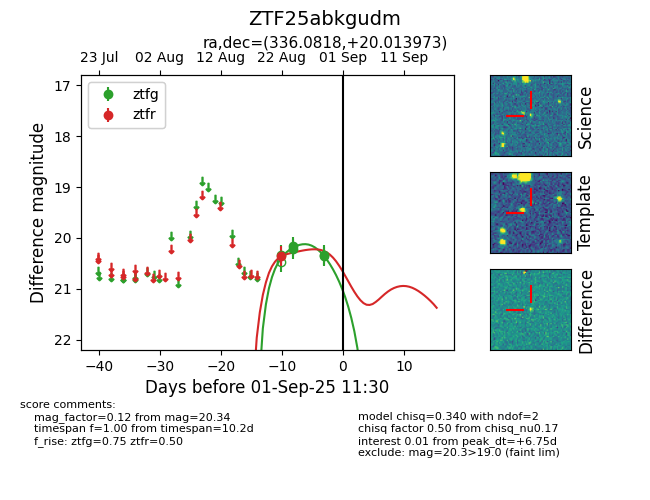 ZTF25abkgudm
ra,dec=(336.0818,+20.013973)
23 Jul 02 Aug 12 Aug 22 Aug 01 Sep 11 Sep
17
18
19
20
21
22
Difference magnitude
ztfg
ztfr
−40 −30 −20 −10 0 10
Days before 01-Sep-25 11:30
Science
Template
Difference
score comments:
mag_factor=0.12 from mag=20.34
timespan f=1.00 from timespan=10.2d
f_rise: ztfg=0.75 ztfr=0.50
model chisq=0.340 with ndof=2
chisq factor 0.50 from chisq_nu0.17
interest 0.01 from peak_dt=+6.75d
exclude: mag=20.3>19.0 (faint lim)